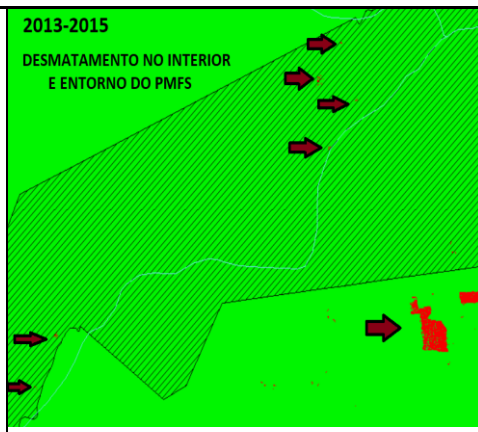 2013-2015
DESMATAMENTO NO INTERIOR
E ENTORNO DO PMFS